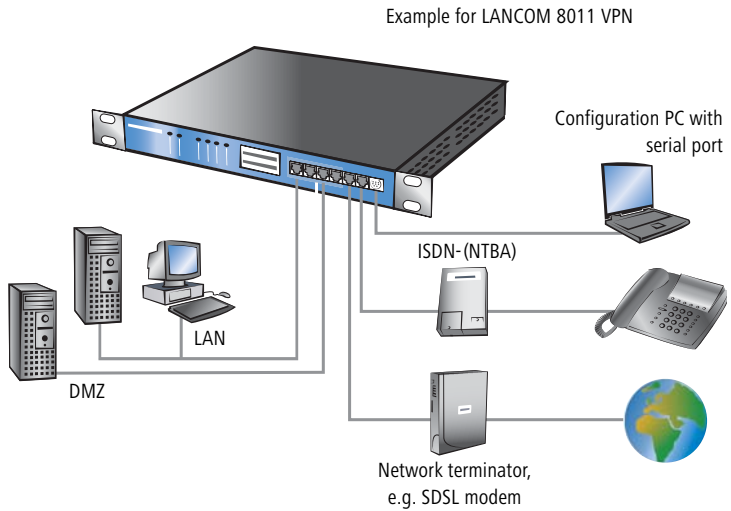 Example for LANCOM 8011 VPN
Configuration PC with
serial port
ISDN-(NTBA)
LAN
DMZ
Network terminator,
e.g. SDSL modem